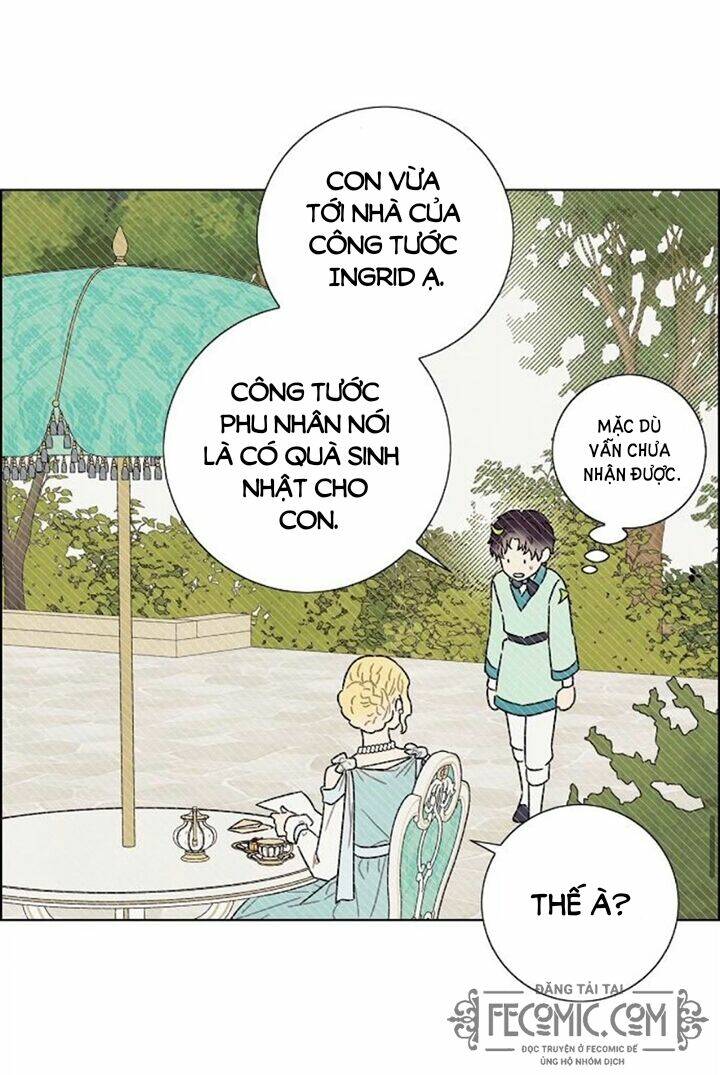 CON VỪA
TỚI NHÀ CỦA
CÔNG TƯỚC
INGRID Ạ.
CÔNG TƯỚC
PHU NHÂN NÓI
LÀ CÓ QUÀ SINH
NHẬT CHO
CON.
MẶC DÙ
VẪN CHƯA
NHẬN ĐƯỢC.
THẾ À?
ĐĂNG TẢI TẠI
FECOMIC.COM
ĐỌC TRUYỆN Ở FECOMIC ĐỂ
ỦNG HỘ NHÓM DỊCH